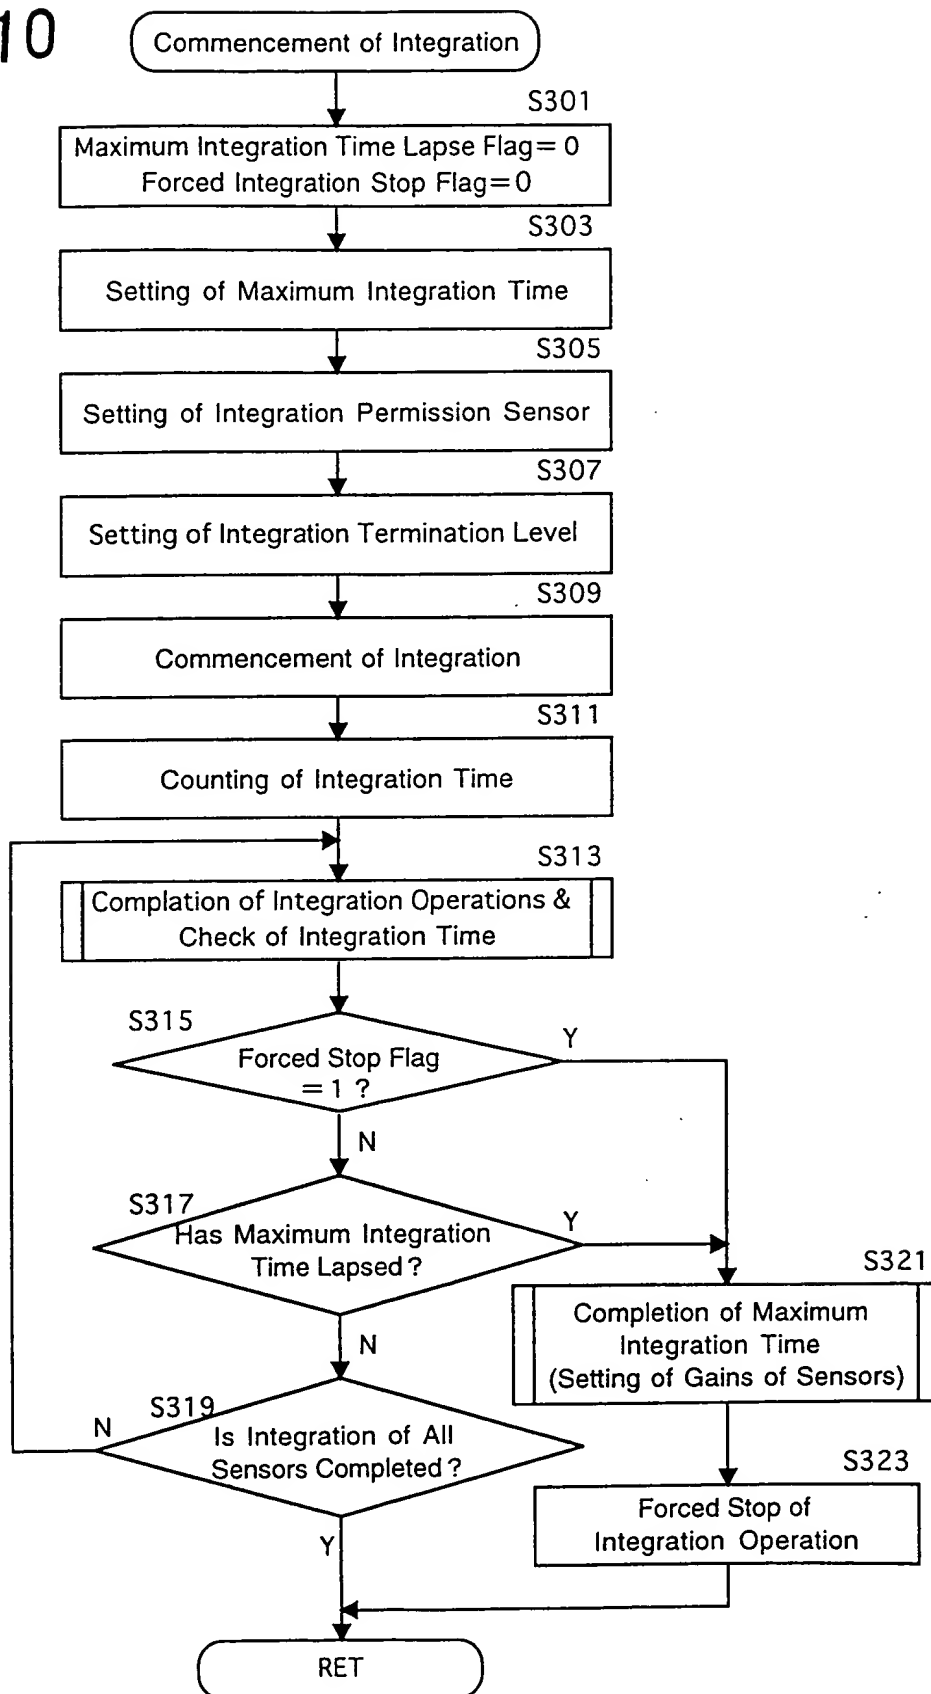 10
Commencement of Integration
S301
Maximum Integration Time Lapse Flag= 0
Forced Integration Stop Flag=0
S303
Setting of Maximum Integration Time
S305
Setting of Integration Permission Sensor
S307
Setting of Integration Termination Level
S309
Commencement of Integration
S311
Counting of Integration Time
S313
Complation of Integration Operations &
Check of Integration Time
S315
Forced Stop Flag
=1 ?
Y
N
S317
Has Maximum Integration
Time Lapsed ?
Y
N
S321
Completion of Maximum
Integration Time
(Setting of Gains of Sensors)
S319
Is Integration of All
Sensors Completed ?
N
Y
S323
Forced Stop of
Integration Operation
RET